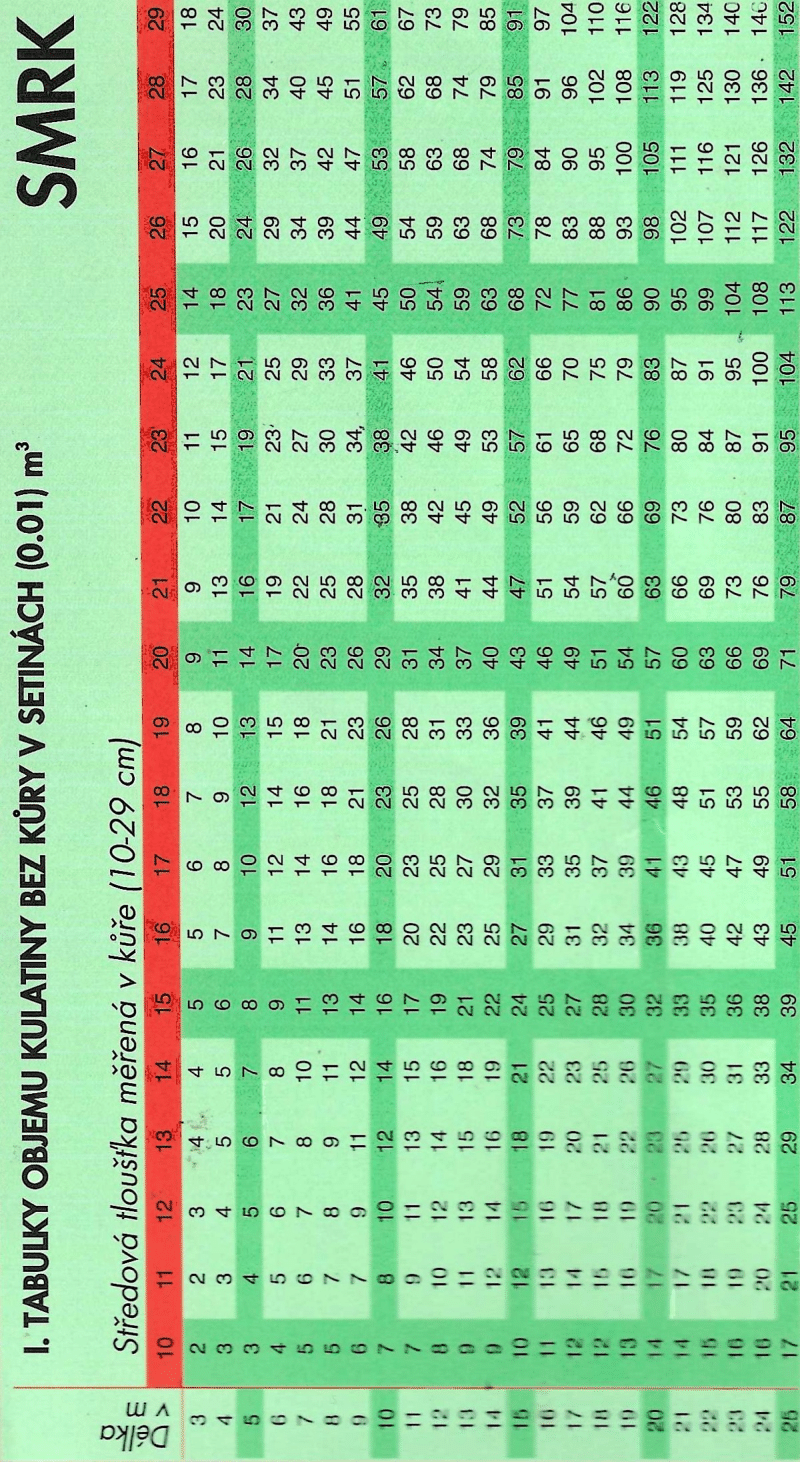 I. TABULKY OBJEMU KULATINY BEZ KŮRY V SETINÁCH (0.01) m³ SMRK
Středová tloušťka měřená v kůře (10-29 cm)
Délka
v m 10 11 12 13 14 15 16 17 18 19 20 21 22 23 24 25 26 27 28 29
3 2 2 3 4 4 5 5 6 7 8 9 9 10 11 12 14 15 16 17 18
4 3 3 4 5 5 6 7 8 9 10 11 13 14 15 17 18 20 21 23 24
5 3 4 5 6 7 8 9 10 12 13 14 16 17 19 21 23 24 26 28 30
6 4 5 6 7 8 9 11 12 14 15 17 19 21 23 25 27 29 32 34 37
7 5 6 7 8 10 11 13 14 16 18 20 22 24 27 29 32 34 37 40 43
8 5 7 8 9 11 13 14 16 18 21 23 25 28 30 33 36 39 42 45 49
9 6 7 9 11 12 14 16 18 21 23 26 28 31 34 37 41 44 47 51 55
10 7 8 10 12 14 16 18 20 23 26 29 32 35 38 41 45 49 53 57 61
11 7 9 11 13 15 17 20 23 25 28 31 35 38 42 46 50 54 58 62 67
12 8 10 12 14 16 19 22 25 28 31 34 38 42 46 50 54 59 63 68 73
13 9 11 13 15 18 21 23 27 30 33 37 41 45 49 54 59 63 68 74 79
14 9 12 14 16 19 22 25 29 32 36 40 44 49 53 58 63 68 74 79 85
15 10 12 15 18 21 24 27 31 35 39 43 47 52 57 62 68 73 79 85 91
16 11 13 16 19 22 25 29 33 37 41 46 51 56 61 66 72 78 84 91 97
17 12 14 17 20 23 27 31 35 39 44 49 54 59 65 70 77 83 90 96 104
18 12 15 18 21 25 28 32 37 41 46 51 57 62 68 75 81 88 95 102 110
19 13 16 19 22 26 30 34 39 44 49 54 60 66 72 79 86 93 100 108 116
20 14 17 20 23 27 32 36 41 46 51 57 63 69 76 83 90 98 105 113 122
21 14 17 21 25 29 33 38 43 48 54 60 66 73 80 87 95 102 111 119 128
22 15 18 22 26 30 35 40 45 51 57 63 69 76 84 91 99 107 116 125 134
23 16 19 23 27 31 36 42 47 53 59 66 73 80 87 95 104 112 121 130 140
24 16 20 24 28 33 38 43 49 55 62 69 76 83 91 100 108 117 126 136 146
25 17 21 25 29 34 39 45 51 58 64 71 79 87 95 104 113 122 132 142 152